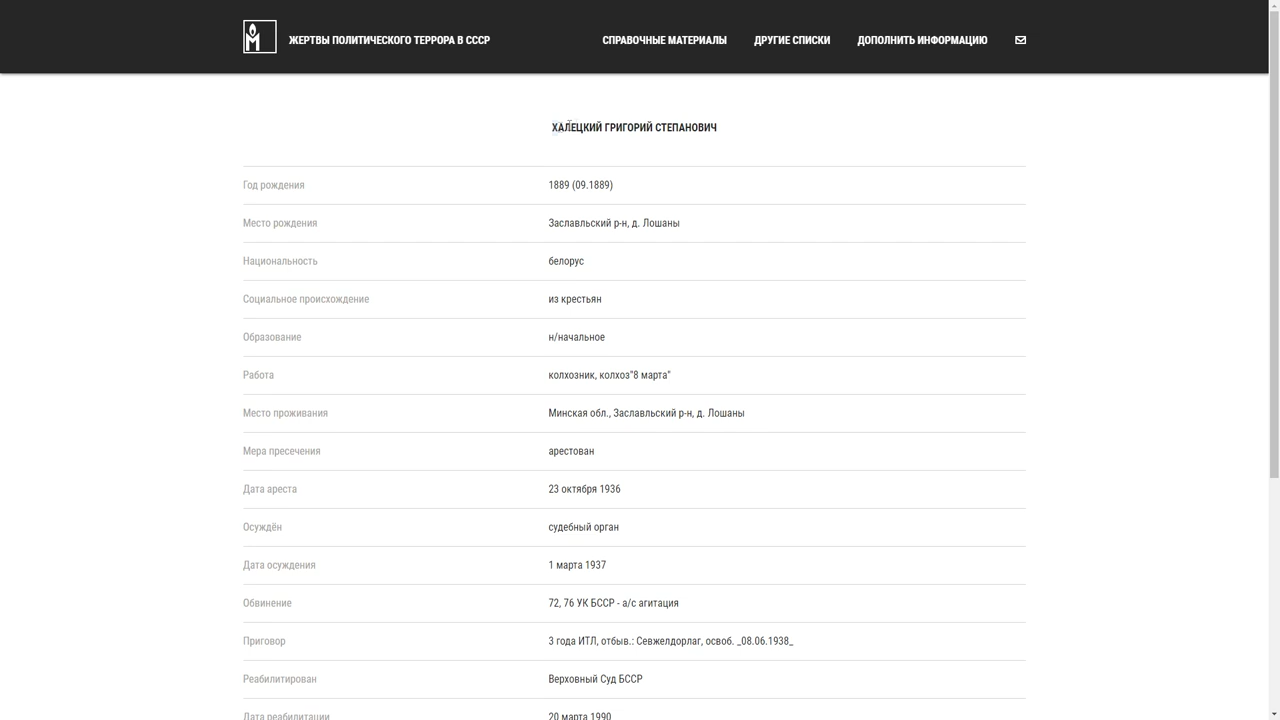 ЖЕРТВЫ ПОЛИТИЧЕСКОГО ТЕРРОРА В СССР СПРАВОЧНЫЕ МАТЕРИАЛЫ ДРУГИЕ СПИСКИ ДОПОЛНИТЬ ИНФОРМАЦИЮ
ХАЛЕЦКИЙ ГРИГОРИЙ СТЕПАНОВИЧ
Год рождения 1889 (09.1889)
Место рождения Заславльский р-н, д. Лошаны
Национальность белорус
Социальное происхождение из крестьян
Образование н/начальное
Работа колхозник, колхоз"8 марта"
Место проживания Минская обл., Заславльский р-н, д. Лошаны
Мера пресечения арестован
Дата ареста 23 октября 1936
Осуждён судебный орган
Дата осуждения 1 марта 1937
Обвинение 72, 76 УК БССР - а/с агитация
Приговор 3 года ИТЛ, отбыв.: Севжелдорлаг, освоб. _08.06.1938_
Реабилитирован Верховный Суд БССР
Дата реабилитации 20 марта 1990